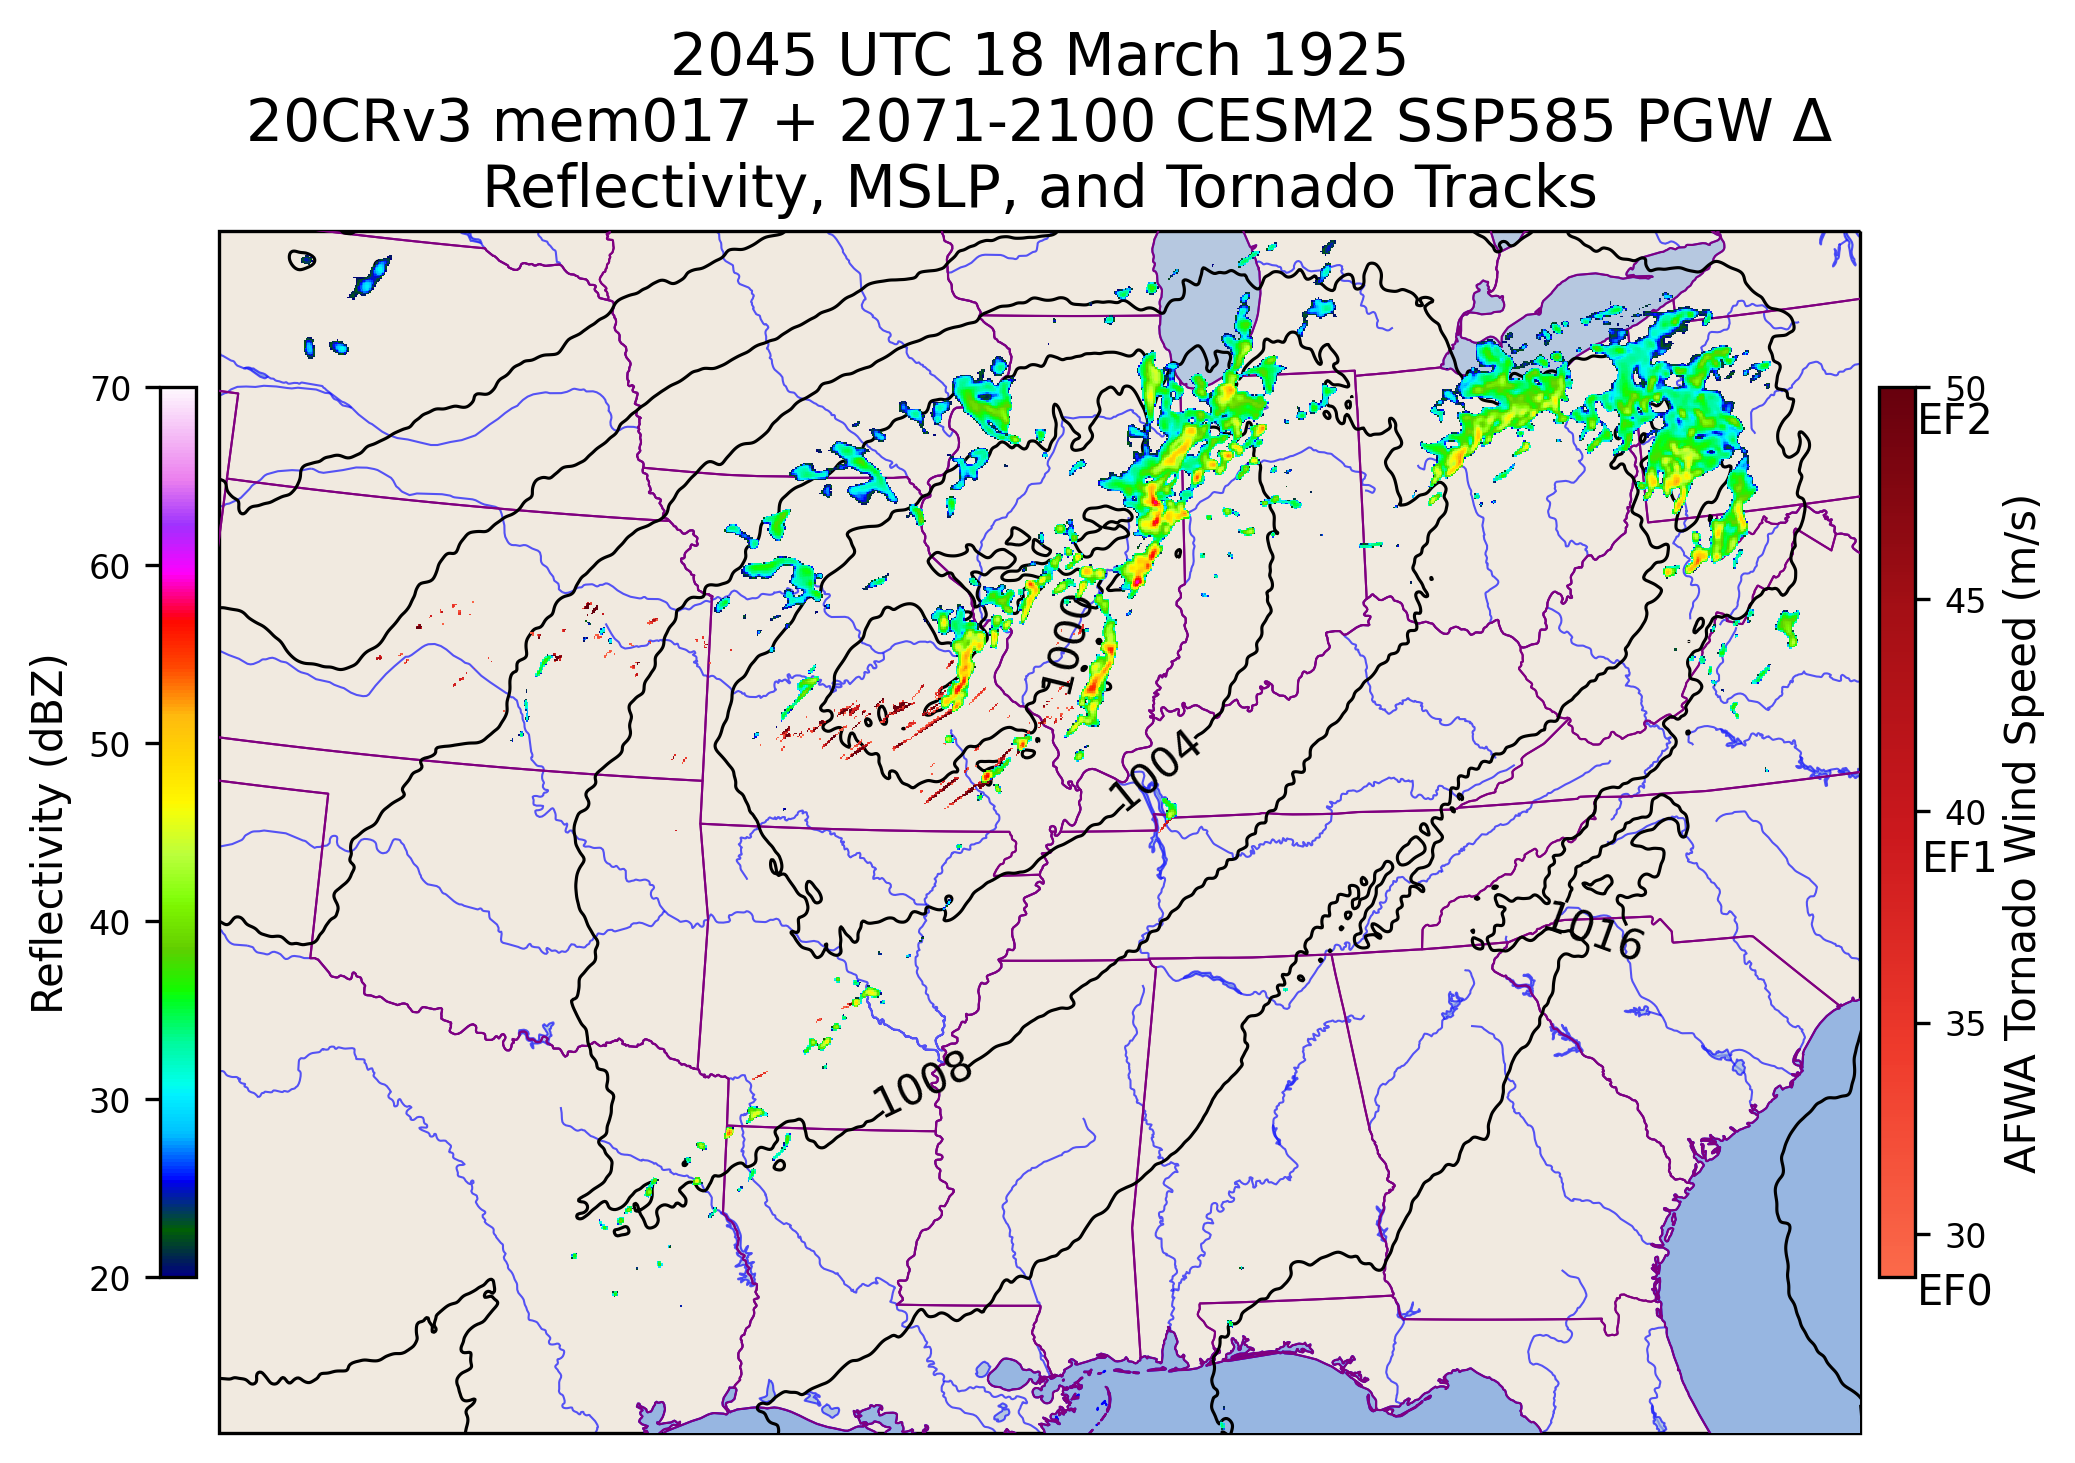 2045 UTC 18 March 1925
20CRv3 mem017 + 2071-2100 CESM2 SSP585 PGW Δ
Reflectivity, MSLP, and Tornado Tracks
Reflectivity (dBZ)
70
60
50
40
30
20
1000
1004
1008
1016
50
EF2
45
40
EF1
35
30
EF0
AFWA Tornado Wind Speed (m/s)